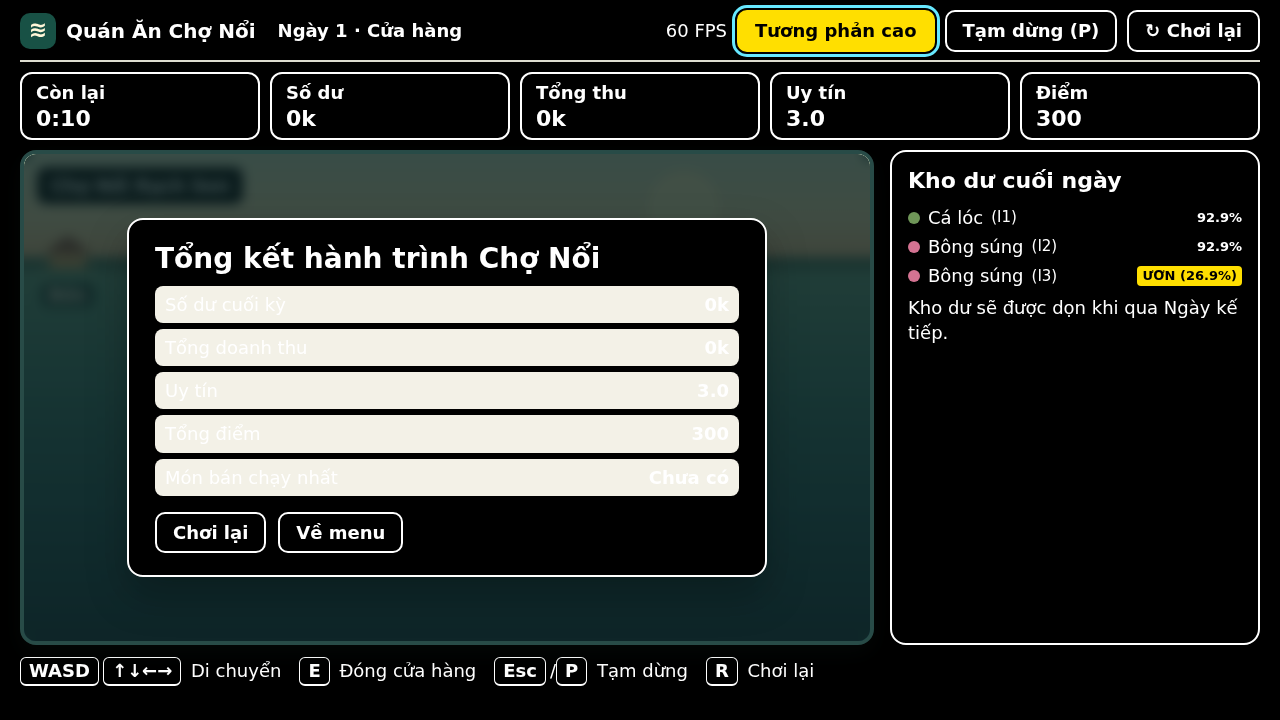 ≋ Quán Ăn Chợ Nổi Ngày 1 · Cửa hàng 60 FPS Tương phản cao Tạm dừng (P) ↻ Chơi lại
Còn lại Số dư Tổng thu Uy tín Điểm
0:10 0k 0k 3.0 300
Tổng kết hành trình Chợ Nổi
Số dư cuối kỳ 0k
Tổng doanh thu 0k
Uy tín 3.0
Tổng điểm 300
Món bán chạy nhất Chưa có
Chơi lại Về menu
Kho dư cuối ngày
Cá lóc (l1) 92.9%
Bông súng (l2) 92.9%
Bông súng (l3) ƯƠN (26.9%)
Kho dư sẽ được dọn khi qua Ngày kế
tiếp.
WASD ↑↓←→ Di chuyển E Đóng cửa hàng Esc / P Tạm dừng R Chơi lại